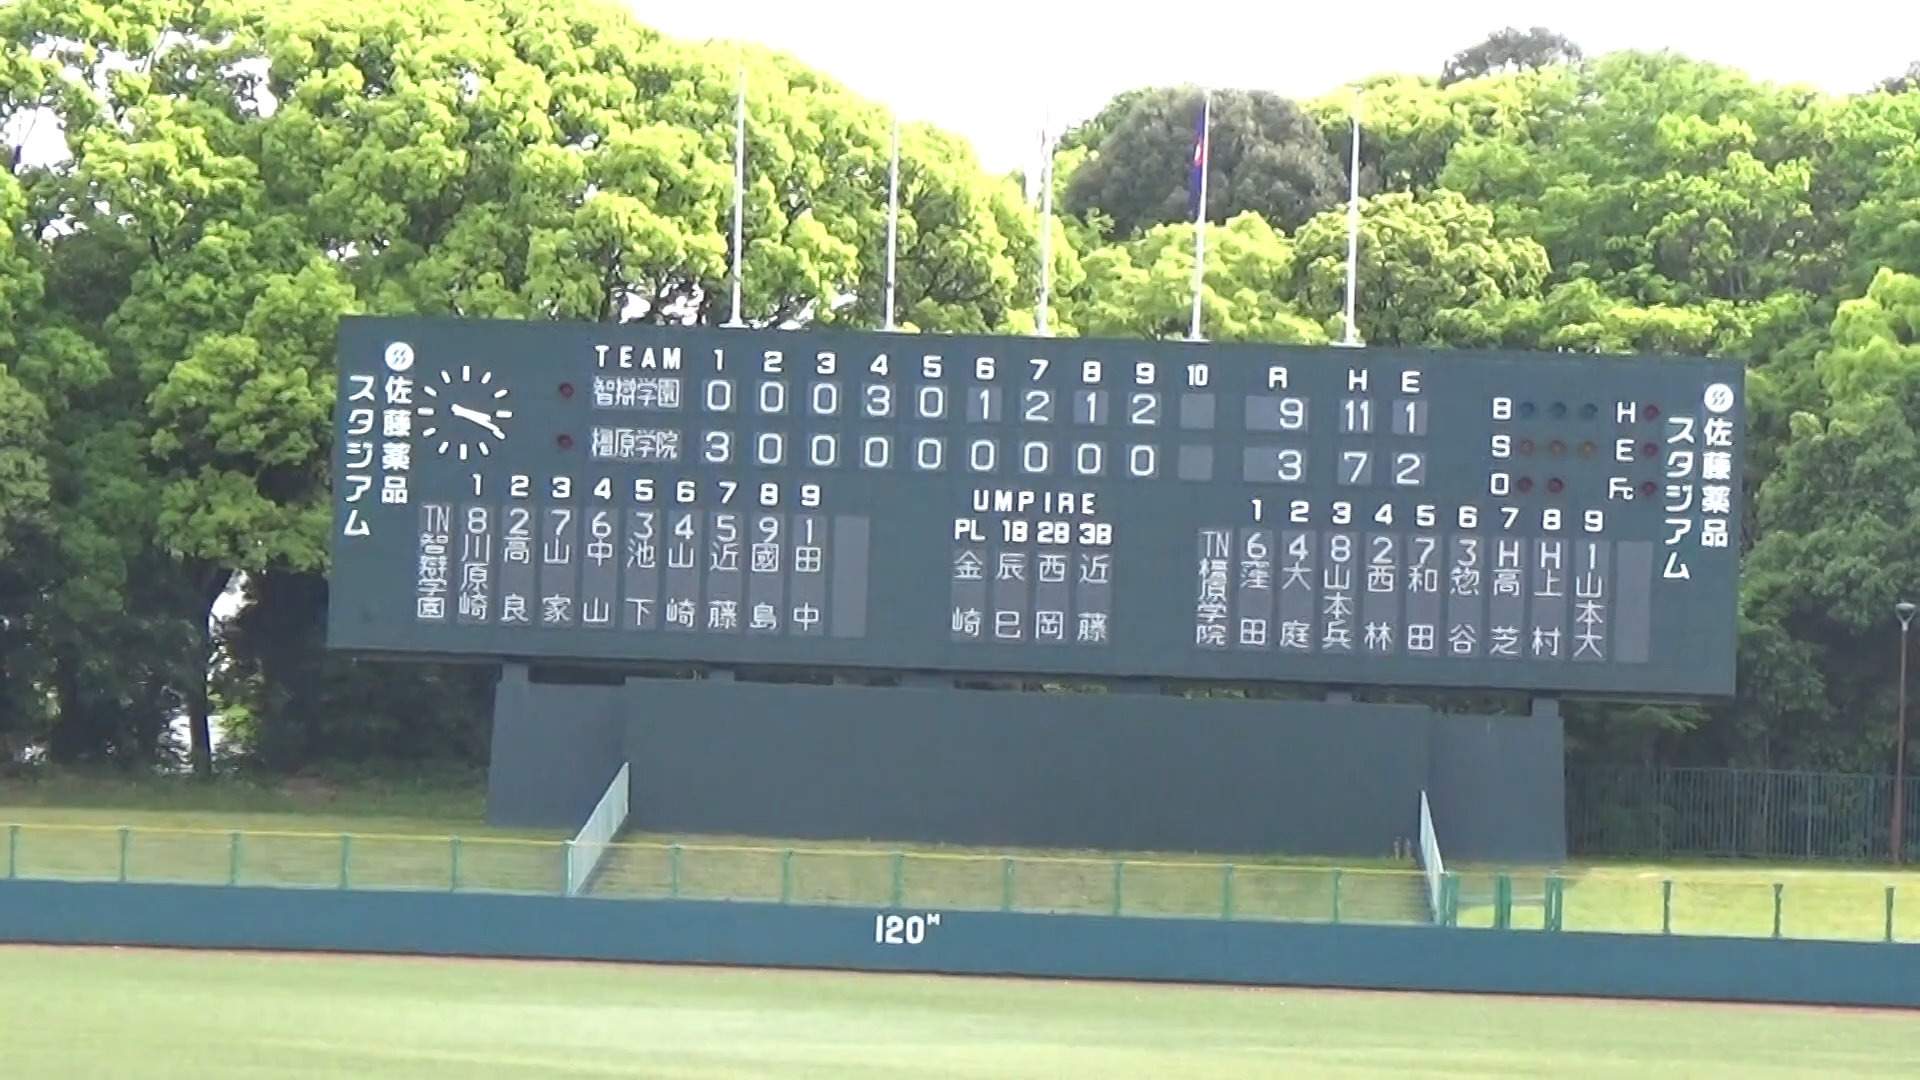 佐藤薬品
スタジアム
TEAM 1 2 3 4 5 6 7 8 9 10 R H E
智辯学園 0 0 0 3 0 1 2 1 2 9 11 1
橿原学院 3 0 0 0 0 0 0 0 0 3 7 2
B H
S E
O Fc
佐藤薬品
スタジアム
1 2 3 4 5 6 7 8 9
TN 8 2 7 6 3 4 5 9 1
智辯学園
川原崎
高良
山家
中山
池下
山崎
近藤
國島
田中
UMPIRE
PL 1B 2B 3B
金崎
辰巳
西岡
近藤
1 2 3 4 5 6 7 8 9
TN 6 4 8 2 7 3 H H 1
橿原学院
窪田
大庭
山本兵
西林
和田
惣谷
高芝
上村
山本大
120M